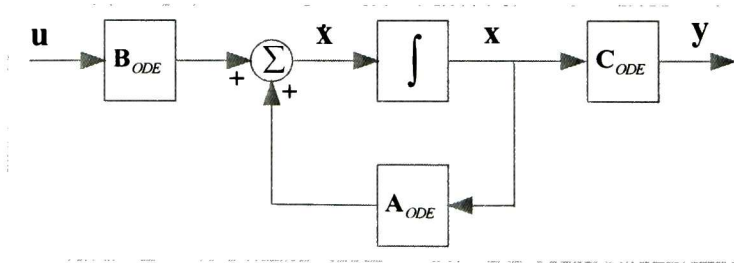 u
B_ODE
+
Σ
+
ẋ
∫
x
C_ODE
y
A_ODE